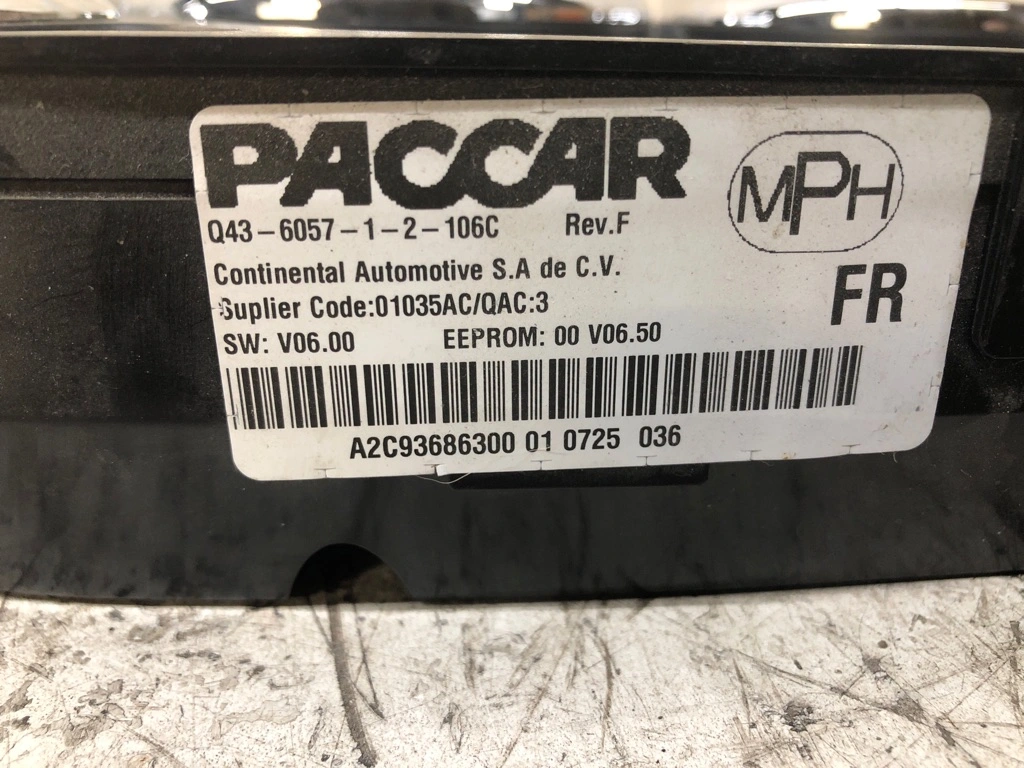 PACCAR
MPH
Q43-6057-1-2-106C Rev.F
Continental Automotive S.A de C.V.
Suplier Code:01035AC/QAC:3
FR
SW: V06.00 EEPROM: 00 V06.50
A2C93686300 01 0725 036